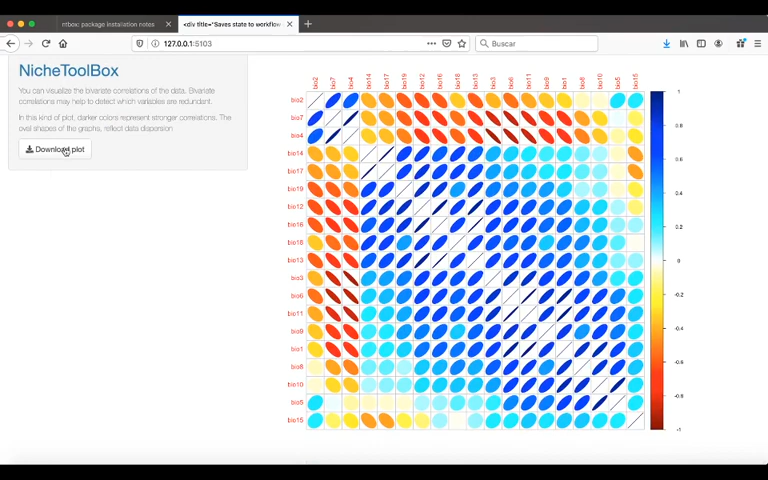 ntbox: package installation notes
<div title="Saves state to workflow
127.0.0.1:5103
Buscar
NicheToolBox
You can visualize the bivariate correlations of the data. Bivariate
correlations may help to detect which variables are redundant.
In this kind of plot, darker colors represent stronger correlations. The
oval shapes of the graphs, reflect data dispersion
Download plot
bio2 bio7 bio4 bio14 bio17 bio19 bio12 bio16 bio18 bio13 bio3 bio6 bio11 bio9 bio1 bio8 bio10 bio5 bio15
bio2
bio7
bio4
bio14
bio17
bio19
bio12
bio16
bio18
bio13
bio3
bio6
bio11
bio9
bio1
bio8
bio10
bio5
bio15
1
0.8
0.6
0.4
0.2
0
-0.2
-0.4
-0.6
-0.8
-1